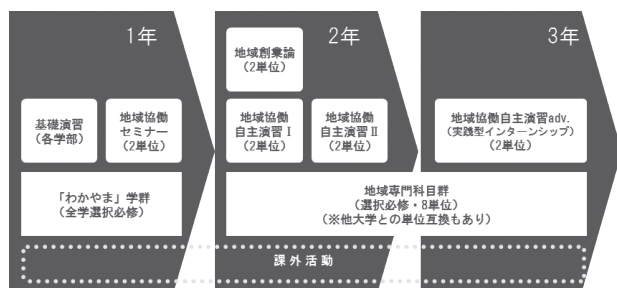 1年
基礎演習
(各学部)
地域協働
セミナー
(2単位)
「わかやま」学群
(全学選択必修)
2年
地域創業論
(2単位)
地域協働
自主演習Ⅰ
(2単位)
地域協働
自主演習Ⅱ
(2単位)
3年
地域協働自主演習adv.
(実践型インターンシップ)
(2単位)
地域専門科目群
(選択必修・8単位)
(※他大学との単位互換もあり)
課外活動